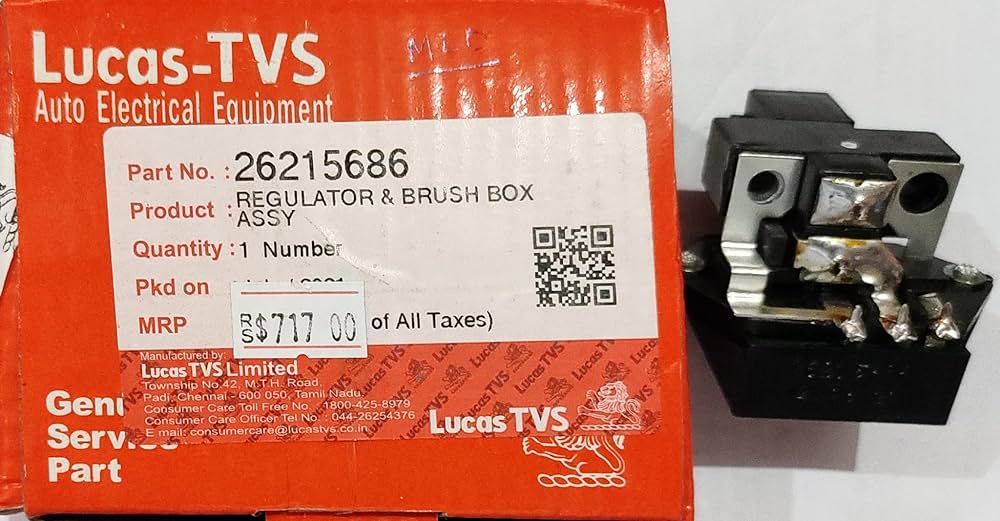 Lucas-TVS
Auto Electrical Equipment
Part No. : 26215686
Product : REGULATOR & BRUSH BOX
ASSY
Quantity : 1 Number
Pkd on
MRP RS $717 00 of All Taxes)
Manufactured by:
Lucas TVS Limited
Township No.42, M.T.H. Road,
Padi, Chennai - 600 050, Tamil Nadu.
Consumer Care Toll Free No. 1800-425-8979
Consumer Care Officer Tel No : 044-26254376
E mail: consumercare@lucastvs.co.in
Lucas TVS
Part